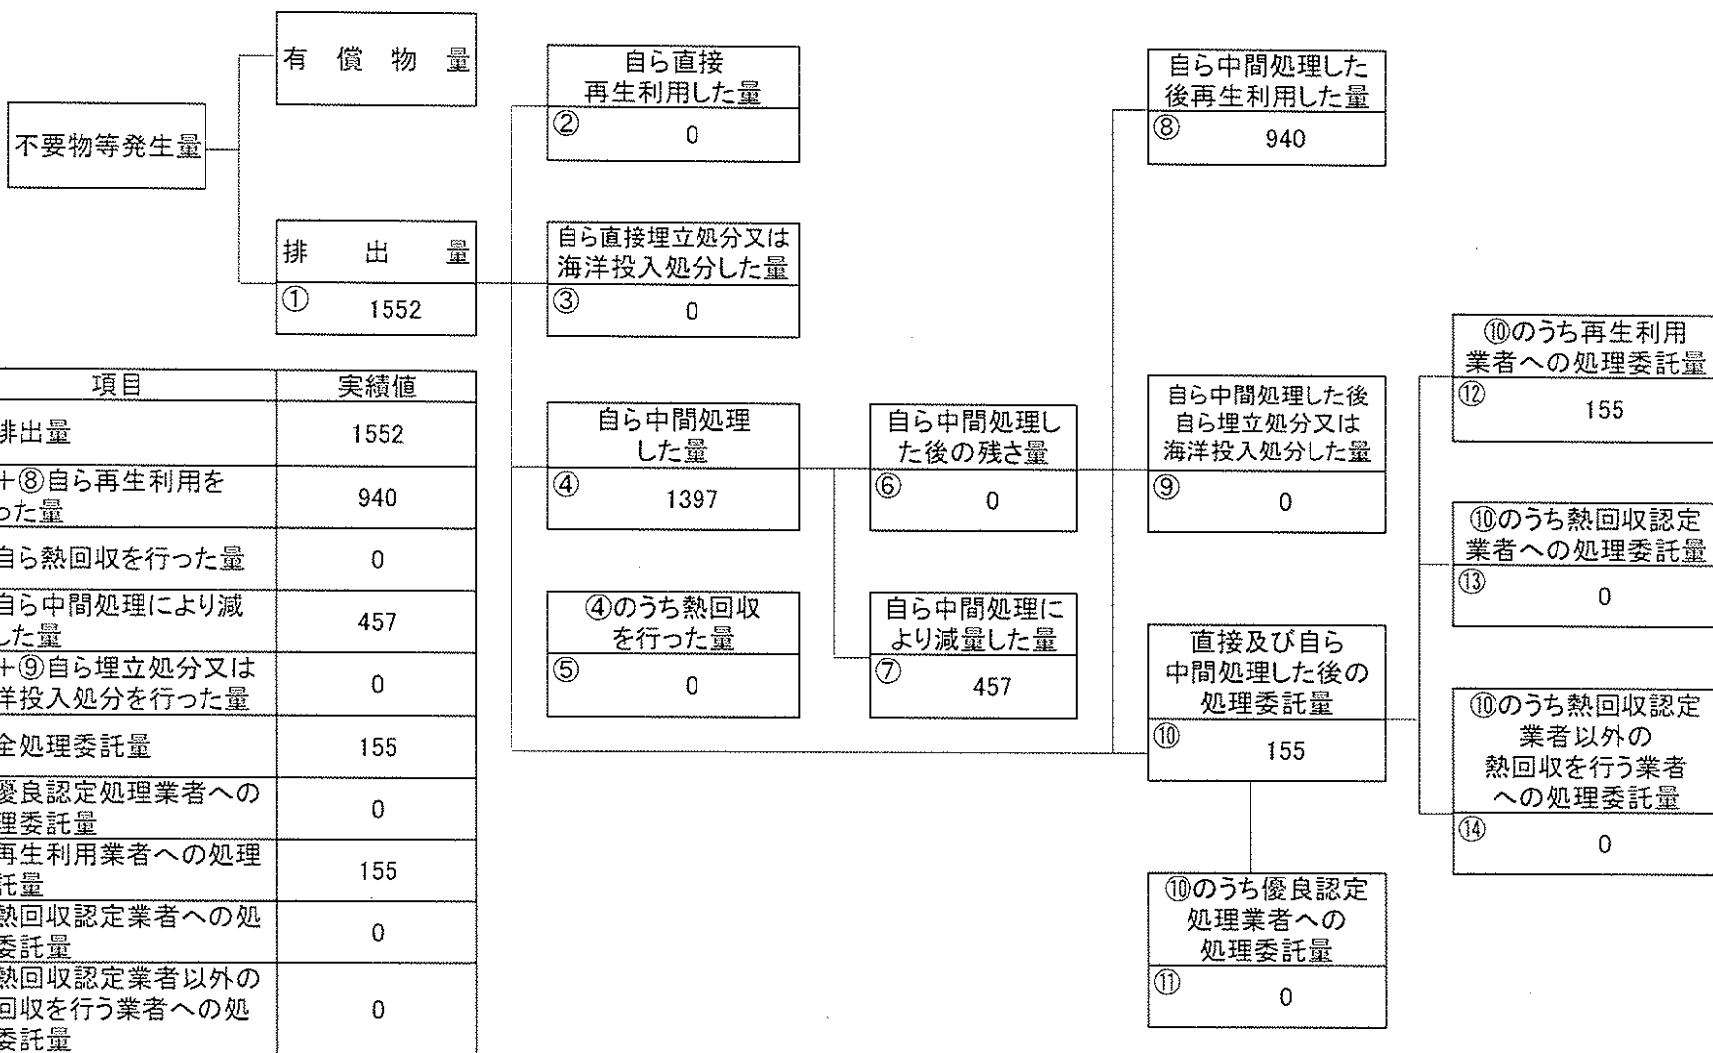 有償物量
不要物等発生量
排出量
① 1552
自ら直接
再生利用した量
② 0
自ら直接埋立処分又は
海洋投入処分した量
③ 0
自ら中間処理
した量
④ 1397
④のうち熱回収
を行った量
⑤ 0
自ら中間処理し
た後の残さ量
⑥ 0
自ら中間処理に
より減量した量
⑦ 457
自ら中間処理した
後再生利用した量
⑧ 940
自ら中間処理した後
自ら埋立処分又は
海洋投入処分した量
⑨ 0
直接及び自ら
中間処理した後の
処理委託量
⑩ 155
⑩のうち優良認定
処理業者への
処理委託量
⑪ 0
⑩のうち再生利用
業者への処理委託量
⑫ 155
⑩のうち熱回収認定
業者への処理委託量
⑬ 0
⑩のうち熱回収認定
業者以外の
熱回収を行う業者
への処理委託量
⑭ 0
項目 実績値
排出量 1552
+⑧自ら再生利用を
った量 940
自ら熱回収を行った量 0
自ら中間処理により減
した量 457
+⑨自ら埋立処分又は
洋投入処分を行った量 0
全処理委託量 155
優良認定処理業者への
理委託量 0
再生利用業者への処理
託量 155
熱回収認定業者への処
委託量 0
熱回収認定業者以外の
回収を行う業者への処
委託量 0